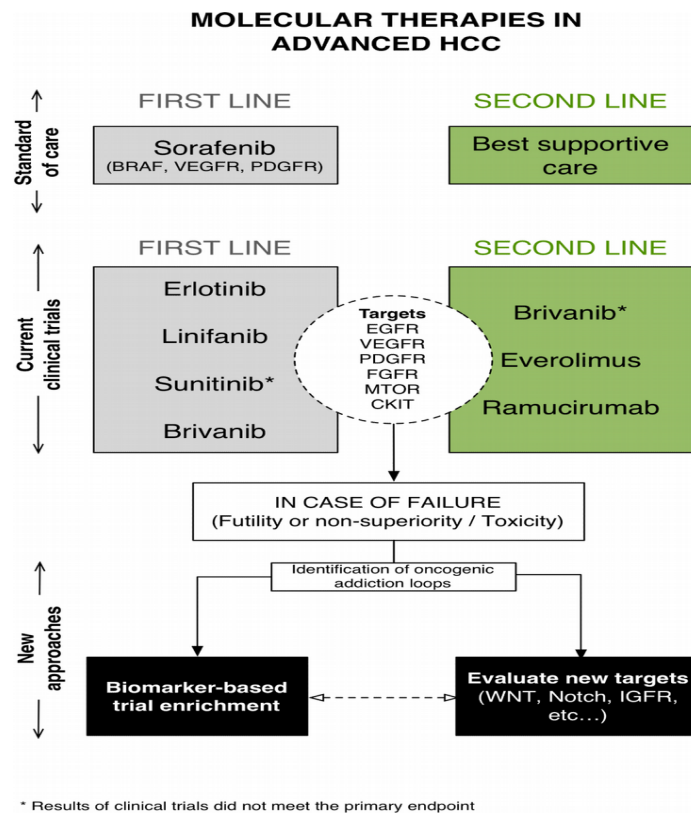 MOLECULAR THERAPIES IN
ADVANCED HCC
Standard
of care
FIRST LINE
Sorafenib
(BRAF, VEGFR, PDGFR)
SECOND LINE
Best supportive
care
Current
clinical trials
FIRST LINE
Erlotinib
Linifanib
Sunitinib*
Brivanib
Targets
EGFR
VEGFR
PDGFR
FGFR
MTOR
CKIT
SECOND LINE
Brivanib*
Everolimus
Ramucirumab
IN CASE OF FAILURE
(Futility or non-superiority / Toxicity)
Identification of oncogenic
addiction loops
New
approaches
Biomarker-based
trial enrichment
Evaluate new targets
(WNT, Notch, IGFR,
etc...)
* Results of clinical trials did not meet the primary endpoint